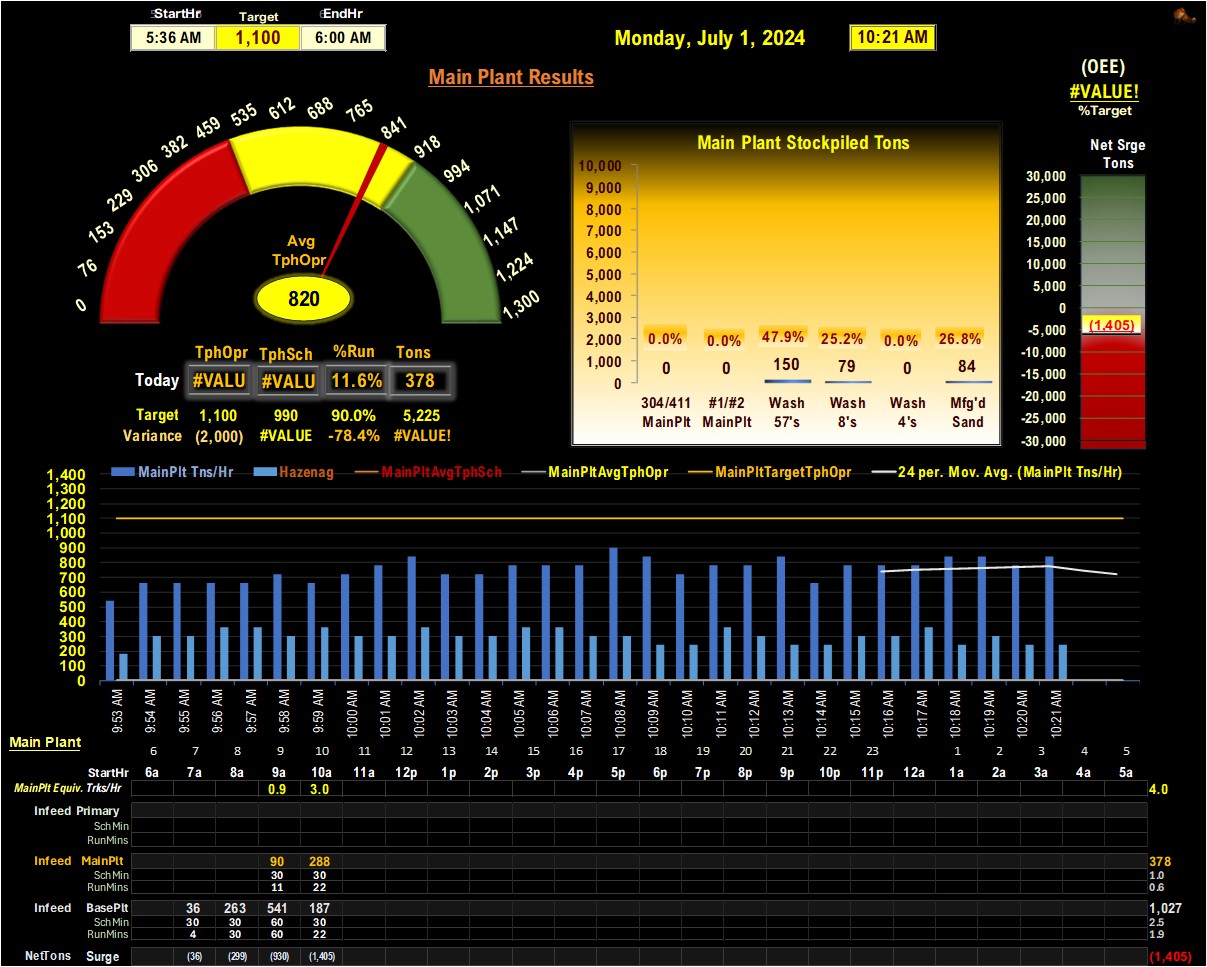 StartHr Target EndHr
5:36 AM 1,100 6:00 AM
Monday, July 1, 2024 10:21 AM
Main Plant Results
(OEE)
#VALUE!
%Target
0 76 153 229 306 382 459 535 612 688 765 841 918 994 1,071 1,147 1,224 1,300
Avg
TphOpr
820
Main Plant Stockpiled Tons
10,000
9,000
8,000
7,000
6,000
5,000
4,000
3,000
2,000
1,000
0
0.0% 0.0% 47.9% 25.2% 0.0% 26.8%
0 0 150 79 0 84
304/411 #1/#2 Wash Wash Wash Mfg'd
MainPlt MainPlt 57's 8's 4's Sand
Net Srge
Tons
30,000
25,000
20,000
15,000
10,000
5,000
0
-5,000
-10,000
-15,000
-20,000
-25,000
-30,000
(1,405)
TphOpr TphSch %Run Tons
Today #VALU #VALU 11.6% 378
Target 1,100 990 90.0% 5,225
Variance (2,000) #VALUE -78.4% #VALUE!
MainPlt Tns/Hr Hazenag MainPltAvgTphSch MainPltAvgTphOpr MainPltTargetTphOpr 24 per. Mov. Avg. (MainPlt Tns/Hr)
1,400
1,300
1,200
1,100
1,000
900
800
700
600
500
400
300
200
100
0
9:53 AM 9:54 AM 9:55 AM 9:56 AM 9:57 AM 9:58 AM 9:59 AM 10:00 AM 10:01 AM 10:02 AM 10:03 AM 10:04 AM 10:05 AM 10:06 AM 10:07 AM 10:08 AM 10:09 AM 10:10 AM 10:11 AM 10:12 AM 10:13 AM 10:14 AM 10:15 AM 10:16 AM 10:17 AM 10:18 AM 10:19 AM 10:20 AM 10:21 AM
Main Plant
6 7 8 9 10 11 12 13 14 15 16 17 18 19 20 21 22 23 1 2 3 4 5
StartHr 6a 7a 8a 9a 10a 11a 12p 1p 2p 3p 4p 5p 6p 7p 8p 9p 10p 11p 12a 1a 2a 3a 4a 5a
MainPlt Equiv. Trks/Hr 0.9 3.0 4.0
Infeed Primary
SchMin
RunMins
Infeed MainPlt 90 288 378
SchMin 30 30 1.0
RunMins 11 22 0.6
Infeed BasePlt 36 263 541 187 1,027
SchMin 30 30 60 30 2.5
RunMins 4 30 60 22 1.9
NetTons Surge (36) (299) (930) (1,405) (1,405)